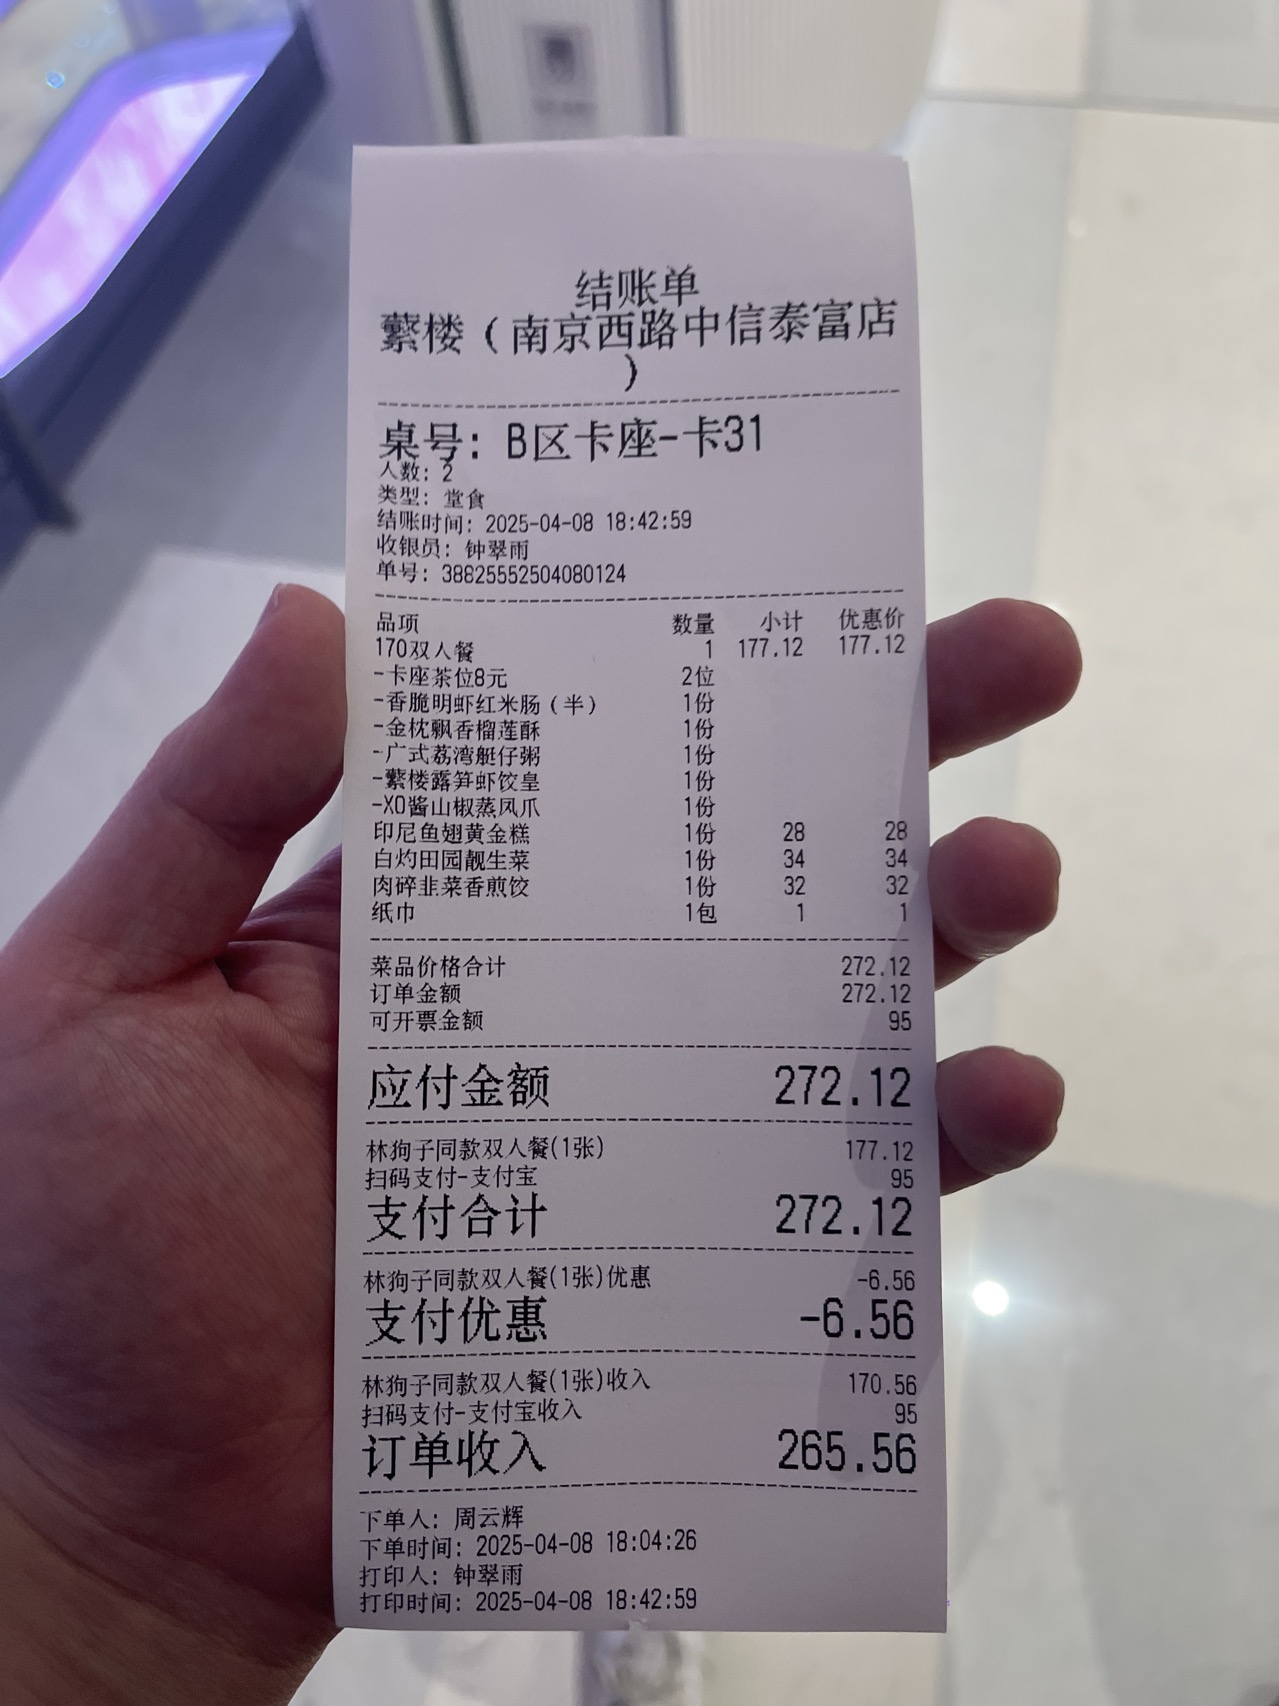 结账单
蘩楼（南京西路中信泰富店
）
桌号: B区卡座-卡31
人数: 2
类型: 堂食
结账时间: 2025-04-08 18:42:59
收银员: 钟翠雨
单号: 38825552504080124
品项 数量 小计 优惠价
170双人餐 1 177.12 177.12
-卡座茶位8元 2位
-香脆明虾红米肠（半） 1份
-金枕飘香榴莲酥 1份
-广式荔湾艇仔粥 1份
-蘩楼露笋虾饺皇 1份
-XO酱山椒蒸凤爪 1份
印尼鱼翅黄金糕 1份 28 28
白灼田园靓生菜 1份 34 34
肉碎韭菜香煎饺 1份 32 32
纸巾 1包 1 1
菜品价格合计 272.12
订单金额 272.12
可开票金额 95
应付金额 272.12
林狗子同款双人餐(1张) 177.12
扫码支付-支付宝 95
支付合计 272.12
林狗子同款双人餐(1张)优惠 -6.56
支付优惠 -6.56
林狗子同款双人餐(1张)收入 170.56
扫码支付-支付宝收入 95
订单收入 265.56
下单人: 周云辉
下单时间: 2025-04-08 18:04:26
打印人: 钟翠雨
打印时间: 2025-04-08 18:42:59